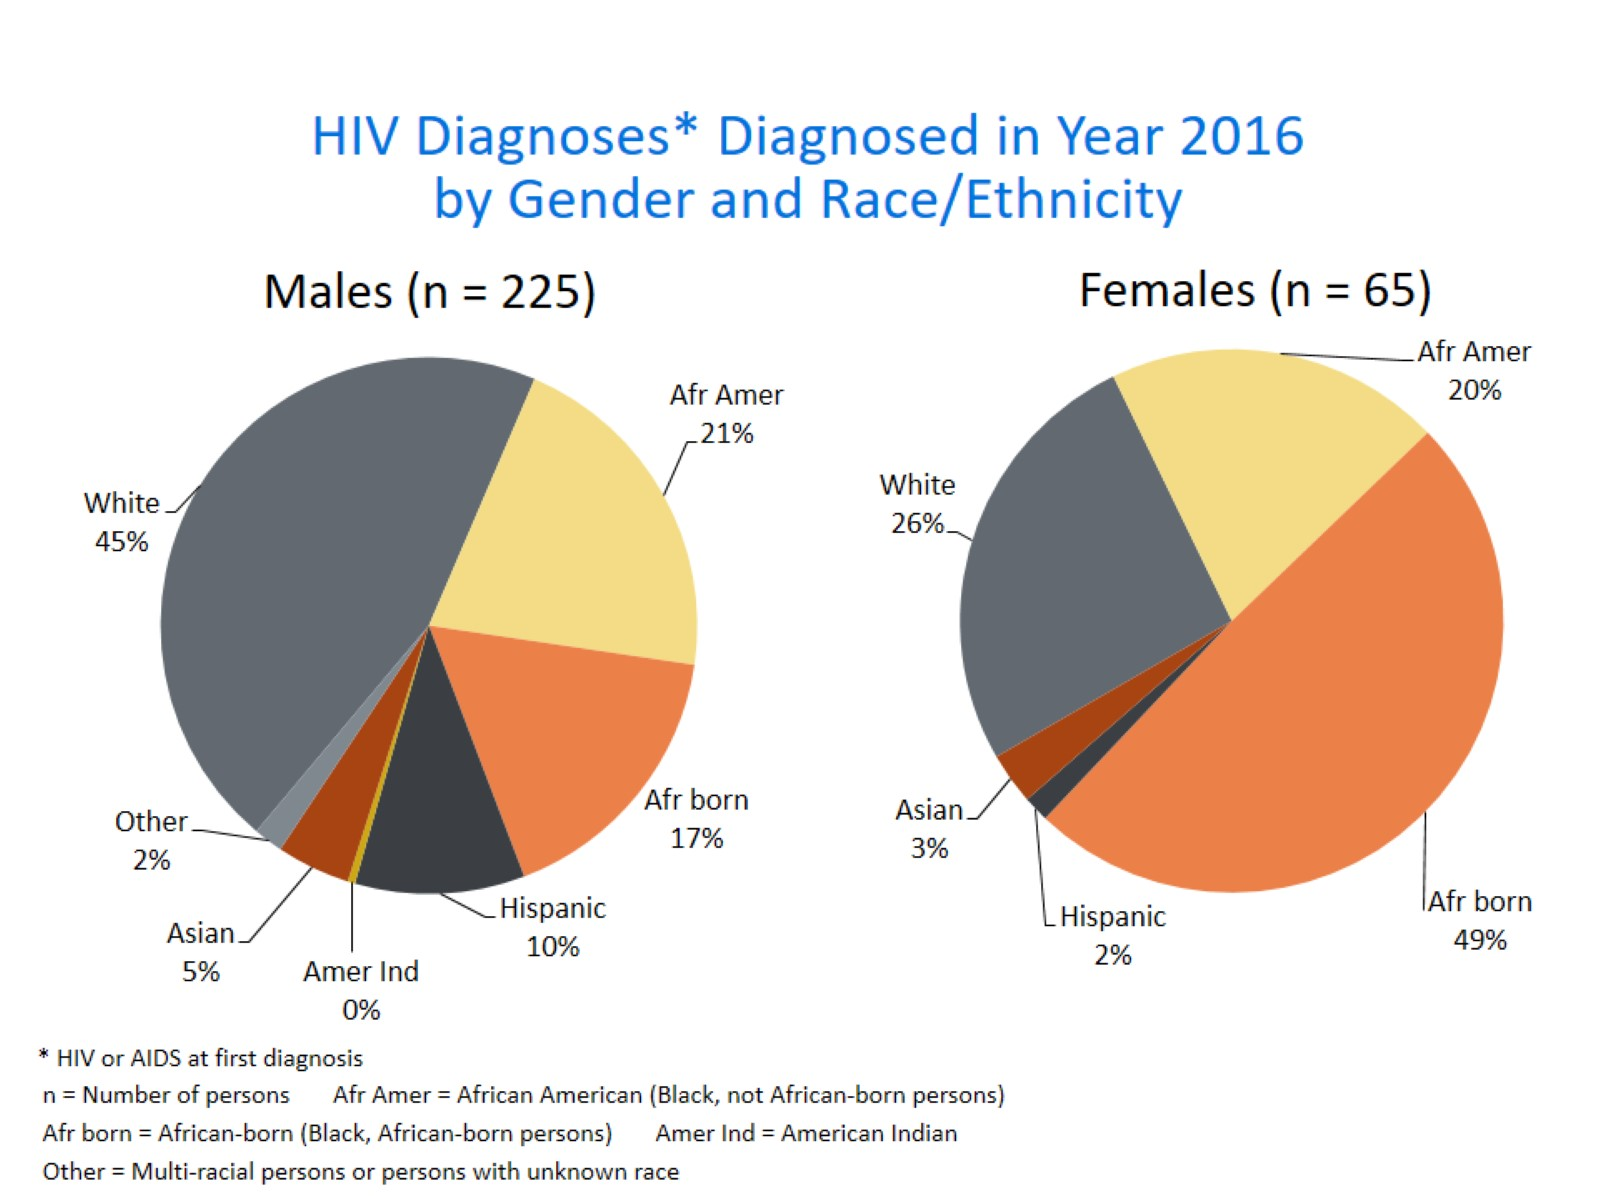 HIV Diagnoses* Diagnosed in Year 2016
by Gender and Race/Ethnicity
Males (n = 225)
Afr Amer
21%
White
45%
Afr born
17%
Other
2%
Hispanic
10%
Asian
5%
Amer Ind
0%
Females (n = 65)
Afr Amer
20%
White
26%
Asian
3%
Afr born
49%
Hispanic
2%
* HIV or AIDS at first diagnosis
n = Number of persons Afr Amer = African American (Black, not African-born persons)
Afr born = African-born (Black, African-born persons) Amer Ind = American Indian
Other = Multi-racial persons or persons with unknown race